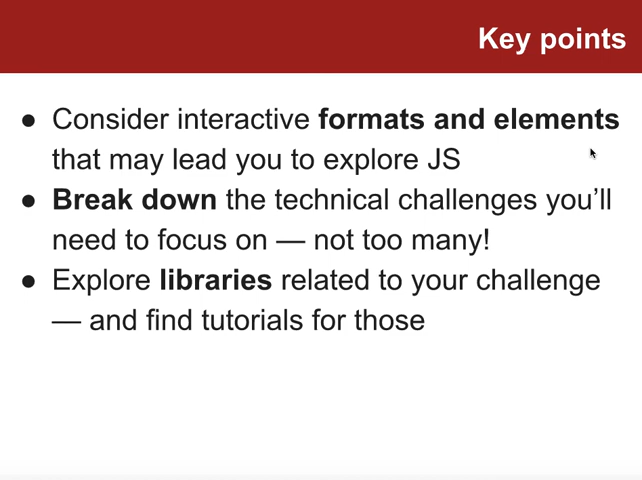 Key points
● Consider interactive formats and elements
that may lead you to explore JS
● Break down the technical challenges you’ll
need to focus on — not too many!
● Explore libraries related to your challenge
— and find tutorials for those